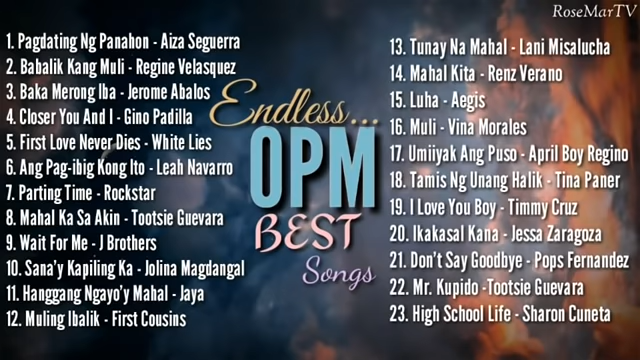 RoseMarTV
1. Pagdating Ng Panahon - Aiza Seguerra
2. Babalik Kang Muli - Regine Velasquez
3. Baka Merong Iba - Jerome Abalos
4. Closer You And I - Gino Padilla
5. First Love Never Dies - White Lies
6. Ang Pag-ibig Kong Ito - Leah Navarro
7. Parting Time - Rockstar
8. Mahal Ka Sa Akin - Tootsie Guevara
9. Wait For Me - J Brothers
10. Sana'y Kapiling Ka - Jolina Magdangal
11. Hanggang Ngayo'y Mahal - Jaya
12. Muling Ibalik - First Cousins
Endless...
OPM
BEST
Songs
13. Tunay Na Mahal - Lani Misalucha
14. Mahal Kita - Renz Verano
15. Luha - Aegis
16. Muli - Vina Morales
17. Umiiyak Ang Puso - April Boy Regino
18. Tamis Ng Unang Halik - Tina Paner
19. I Love You Boy - Timmy Cruz
20. Ikakasal Kana - Jessa Zaragoza
21. Don't Say Goodbye - Pops Fernandez
22. Mr. Kupido -Tootsie Guevara
23. High School Life - Sharon Cuneta